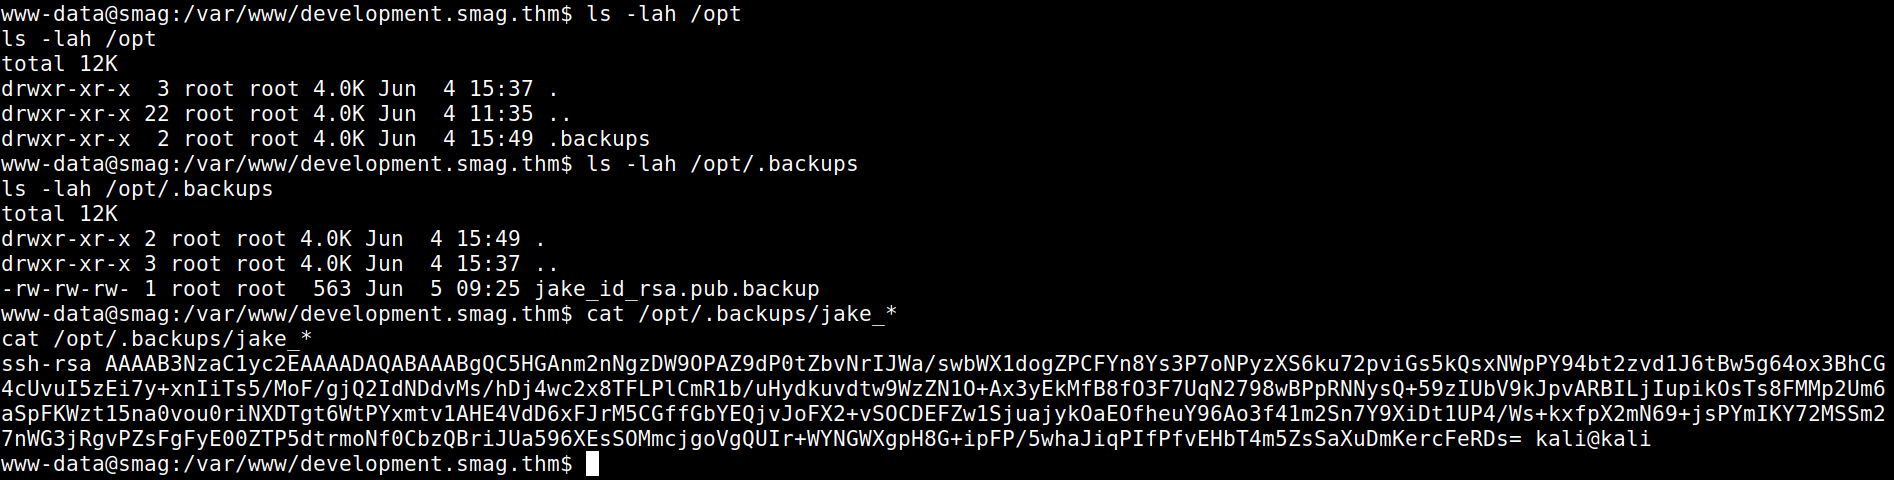 www-data@smag:/var/www/development.smag.thm$ ls -lah /opt
ls -lah /opt
total 12K
drwxr-xr-x  3 root root 4.0K Jun  4 15:37 .
drwxr-xr-x 22 root root 4.0K Jun  4 11:35 ..
drwxr-xr-x  2 root root 4.0K Jun  4 15:49 .backups
www-data@smag:/var/www/development.smag.thm$ ls -lah /opt/.backups
ls -lah /opt/.backups
total 12K
drwxr-xr-x 2 root root 4.0K Jun  4 15:49 .
drwxr-xr-x 3 root root 4.0K Jun  4 15:37 ..
-rw-rw-rw- 1 root root  563 Jun  5 09:25 jake_id_rsa.pub.backup
www-data@smag:/var/www/development.smag.thm$ cat /opt/.backups/jake_*
cat /opt/.backups/jake_*
ssh-rsa AAAAB3NzaC1yc2EAAAADAQABAAABgQC5HGAnm2nNgzDW9OPAZ9dP0tZbvNrIJWa/swbWX1dogZPCFYn8Ys3P7oNPyzXS6ku72pviGs5kQsxNWpPY94bt2zvd1J6tBw5g64ox3BhCG
4cUvuI5zEi7y+xnIiTs5/MoF/gjQ2IdNDdvMs/hDj4wc2x8TFLPlCmR1b/uHydkuvdtw9WzZN1O+Ax3yEkMfB8fO3F7UqN2798wBPpRNNysQ+59zIUbV9kJpvARBILjIupikOsTs8FMMp2Um6
aSpFKWzt15na0vou0riNXDTgt6WtPYxmtv1AHE4VdD6xFJrM5CGffGbYEQjvJoFX2+vSOCDEFZw1SjuajykOaEOfheuY96Ao3f41m2Sn7Y9XiDt1UP4/Ws+kxfpX2mN69+jsPYmIKY72MSSm2
7nWG3jRgvPZsFgFyE00ZTP5dtrmoNf0CbzQBriJUa596XEsSOMmcjgoVgQUIr+WYNGWXgpH8G+ipFP/5whaJiqPIfPfvEHbT4m5ZsSaXuDmKercFeRDs= kali@kali
www-data@smag:/var/www/development.smag.thm$